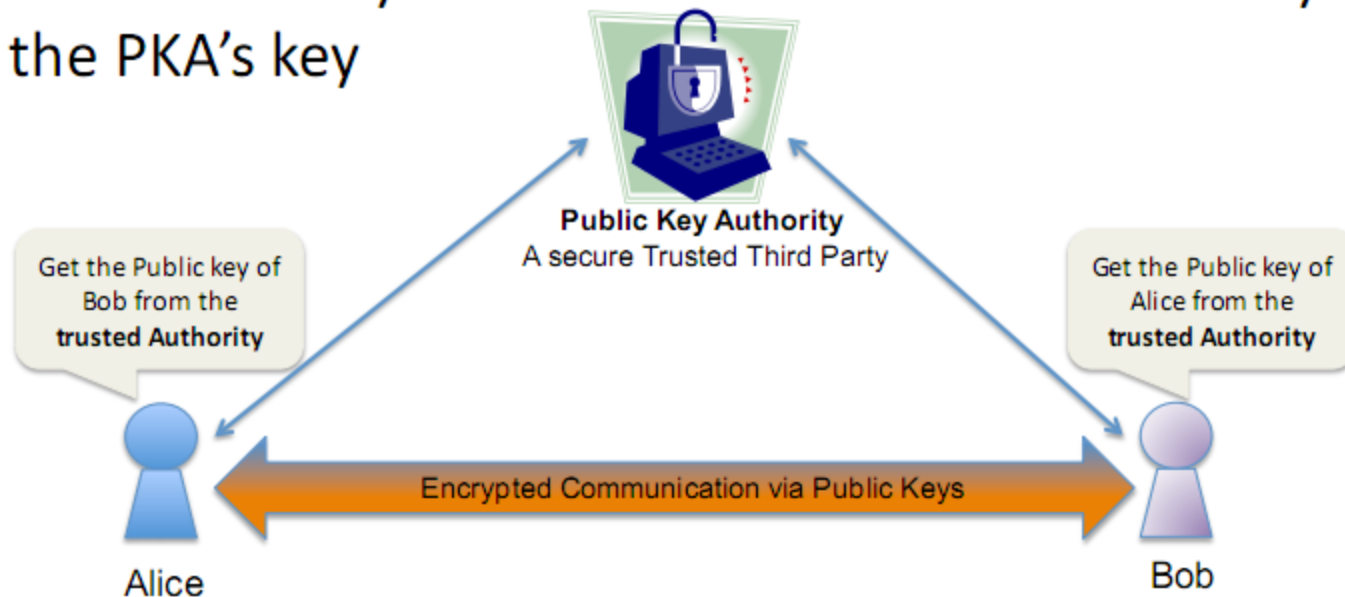 the PKA's key
Public Key Authority
A secure Trusted Third Party
Get the Public key of
Bob from the
trusted Authority
Get the Public key of
Alice from the
trusted Authority
Encrypted Communication via Public Keys
Alice
Bob